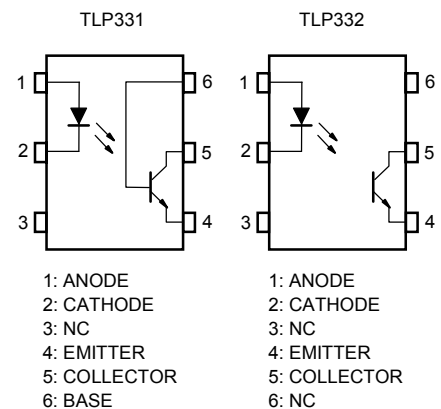 TLP331
TLP332
1
6
2
5
3
4
1
6
2
5
3
4
1: ANODE
2: CATHODE
3: NC
4: EMITTER
5: COLLECTOR
6: BASE
1: ANODE
2: CATHODE
3: NC
4: EMITTER
5: COLLECTOR
6: NC